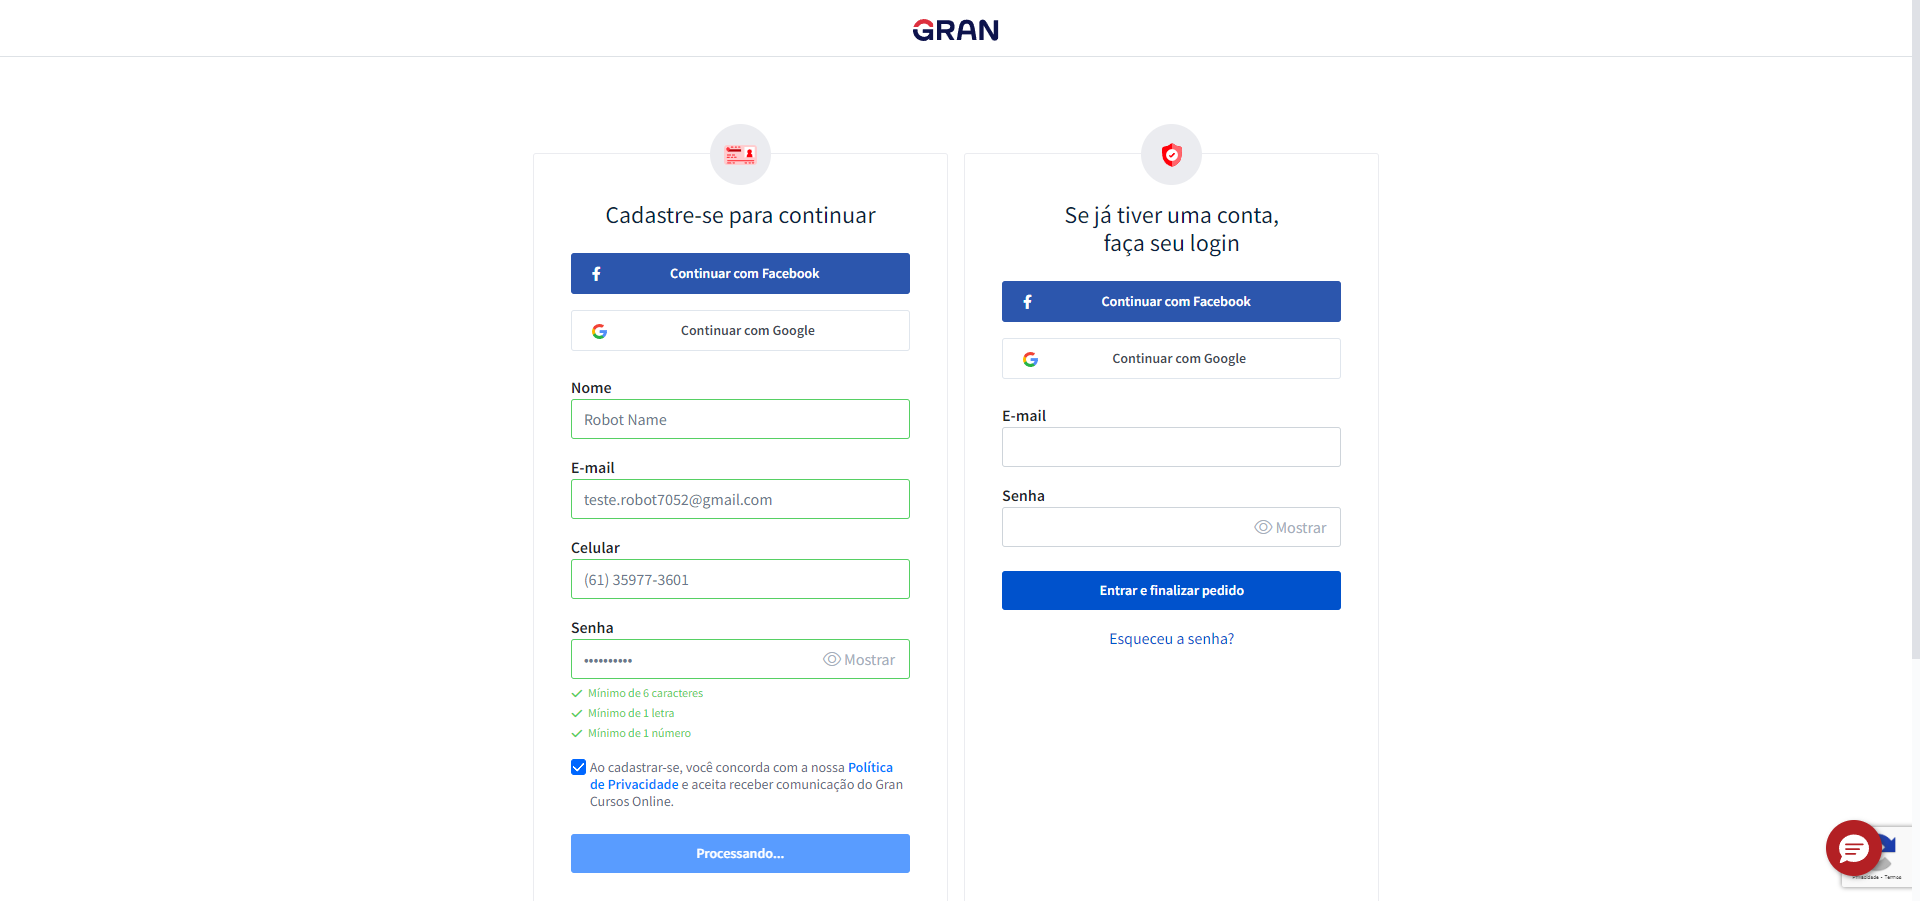 GRAN
Cadastre-se para continuar
Continuar com Facebook
Continuar com Google
Nome
Robot Name
E-mail
teste.robot7052@gmail.com
Celular
(61) 35977-3601
Senha
••••••••••
Mostrar
Mínimo de 6 caracteres
Mínimo de 1 letra
Mínimo de 1 número
Ao cadastrar-se, você concorda com a nossa Política
de Privacidade e aceita receber comunicação do Gran
Cursos Online.
Processando...
Se já tiver uma conta,
faça seu login
Continuar com Facebook
Continuar com Google
E-mail
Senha
Mostrar
Entrar e finalizar pedido
Esqueceu a senha?
Privacidade - Termos